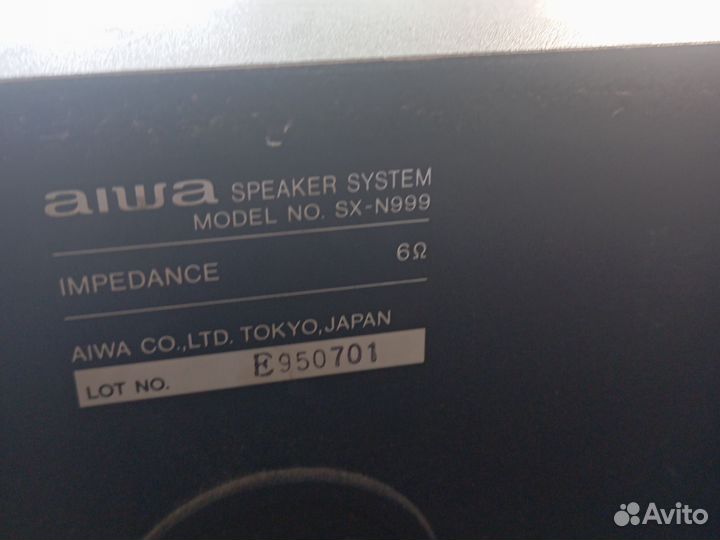 aiwa SPEAKER SYSTEM
MODEL NO. SX-N999
IMPEDANCE 6Ω
AIWA CO.,LTD. TOKYO,JAPAN
LOT NO. E950701
Avito